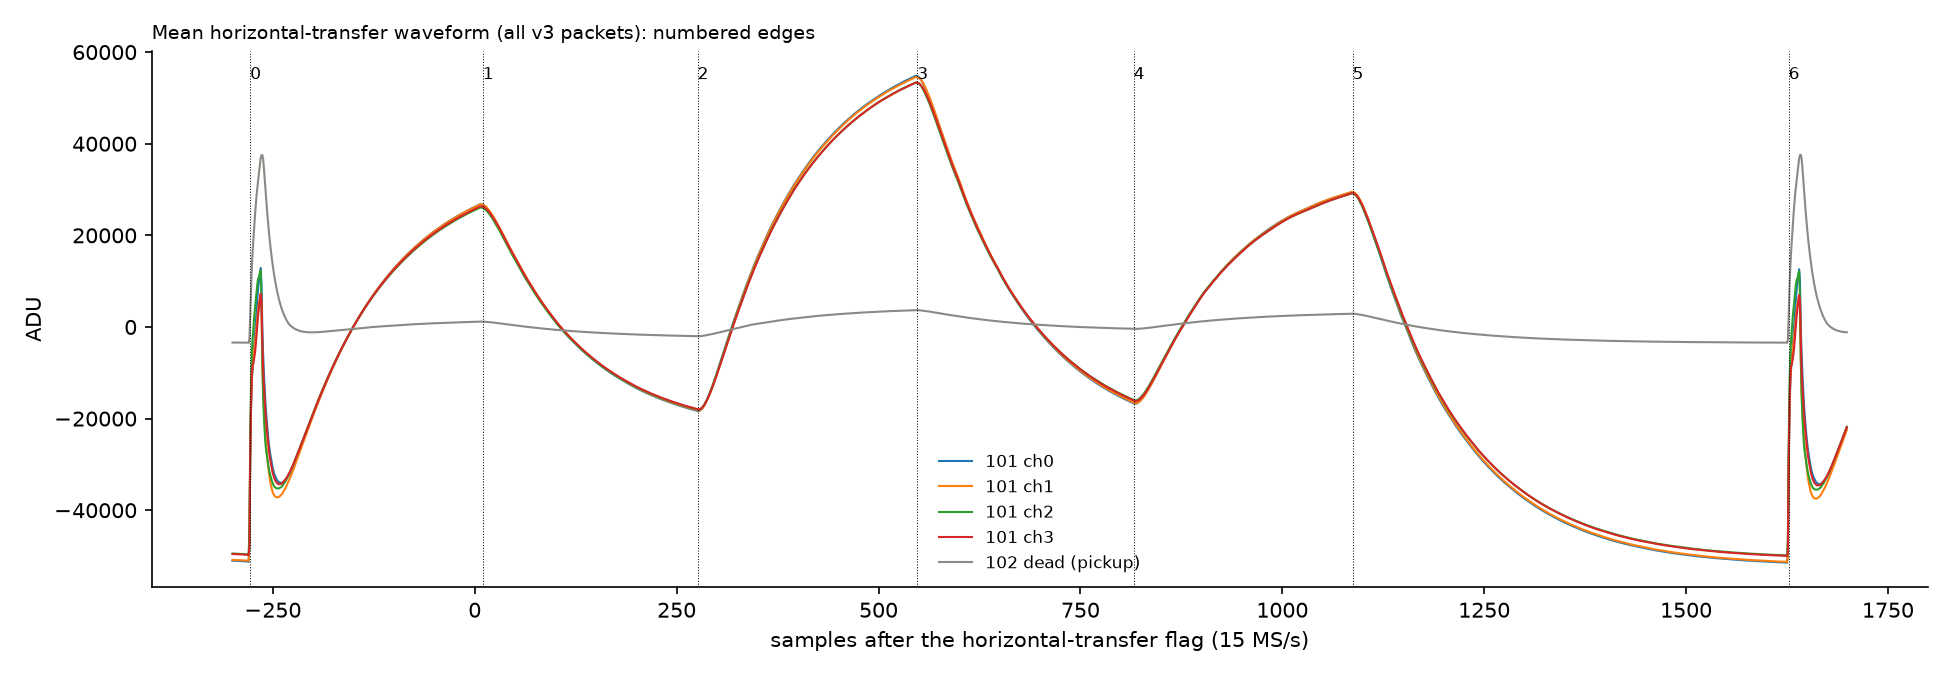 Mean horizontal-transfer waveform (all v3 packets): numbered edges
60000
40000
20000
0
−20000
−40000
ADU
0
1
2
3
4
5
6
101 ch0
101 ch1
101 ch2
101 ch3
102 dead (pickup)
−250
0
250
500
750
1000
1250
1500
1750
samples after the horizontal-transfer flag (15 MS/s)